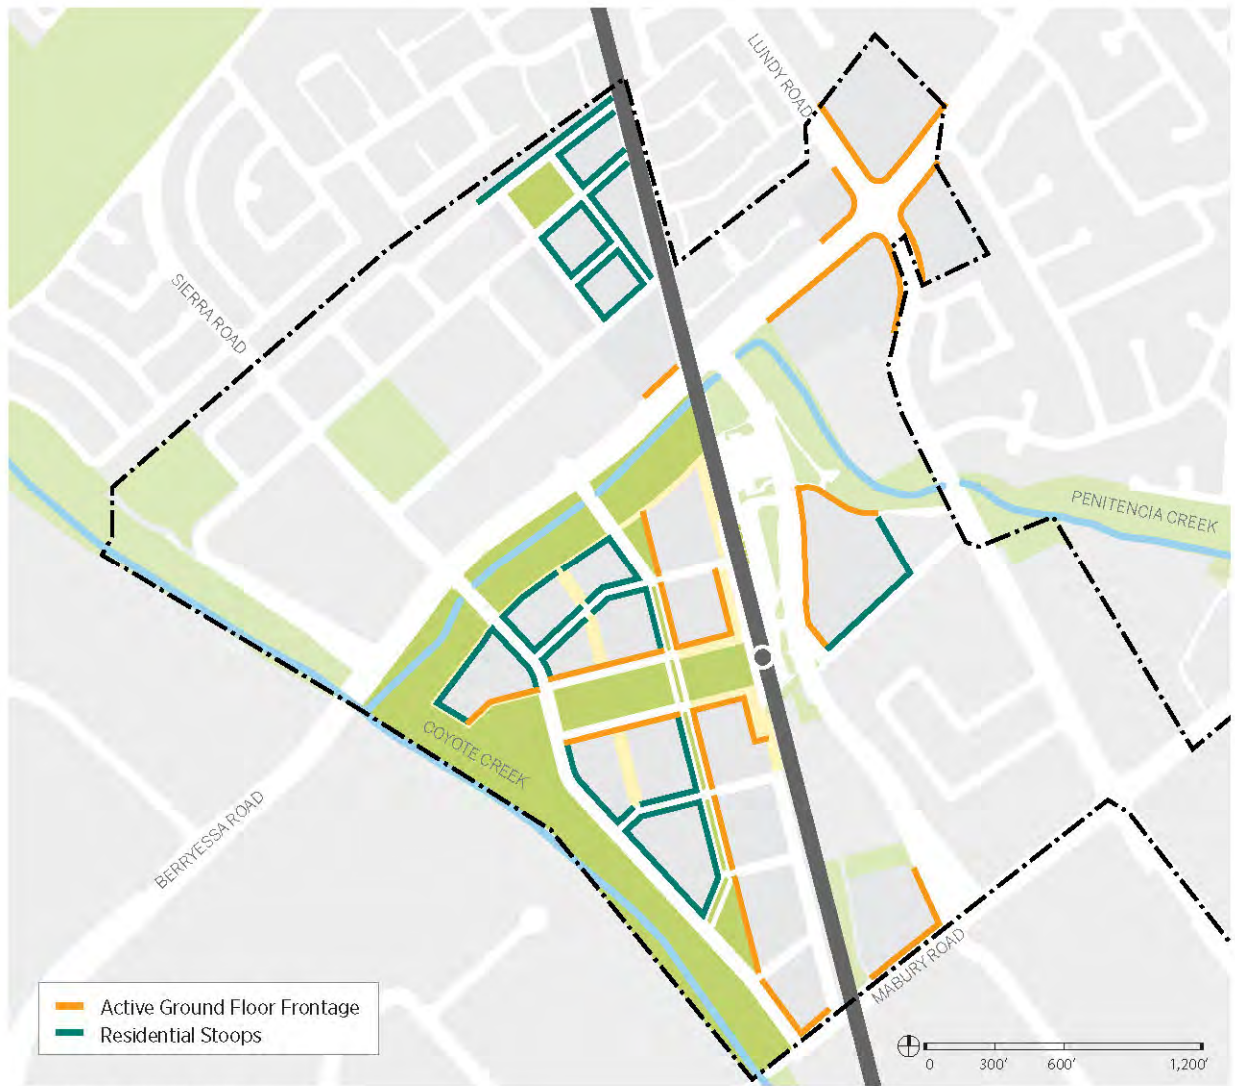 LUNDY ROAD
SIERRA ROAD
PENITENCIA CREEK
COYOTE CREEK
BERRYESSA ROAD
MABURY ROAD
Active Ground Floor Frontage
Residential Stoops
0 300' 600' 1,200'